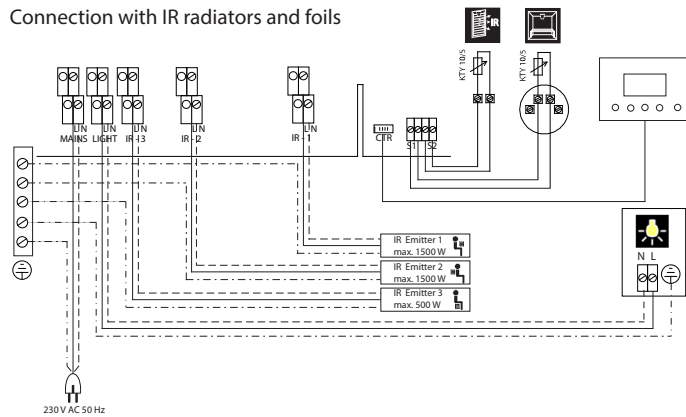 Connection with IR radiators and foils
IR
KTY 10/5
KTY 10/5
L N
L N
L N
L N
L N
MAINS
LIGHT
IR - 3
IR - 2
IR - 1
CTR
S1
S2
IR Emitter 1
max. 1500 W
IR Emitter 2
max. 1500 W
IR Emitter 3
max. 500 W
N L
230 V AC 50 Hz